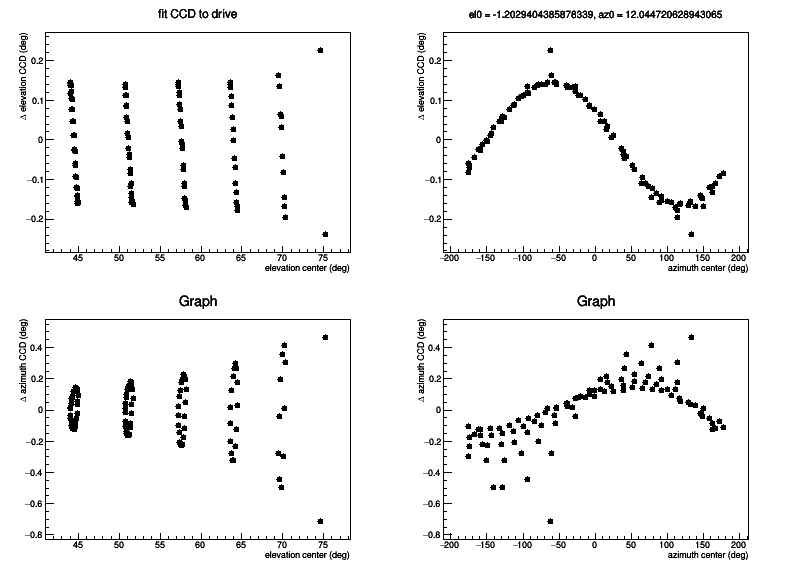 fit CCD to drive
Δ elevation CCD (deg)
0.2
0.1
0
−0.1
−0.2
45 50 55 60 65 70 75
elevation center (deg)
el0 = -1.2029404385878339, az0 = 12.044720628943065
Δ elevation CCD (deg)
0.2
0.1
0
−0.1
−0.2
−200 −150 −100 −50 0 50 100 150 200
azimuth center (deg)
Graph
Δ azimuth CCD (deg)
0.4
0.2
0
−0.2
−0.4
−0.6
−0.8
45 50 55 60 65 70 75
elevation center (deg)
Graph
Δ azimuth CCD (deg)
0.4
0.2
0
−0.2
−0.4
−0.6
−0.8
−200 −150 −100 −50 0 50 100 150 200
azimuth center (deg)